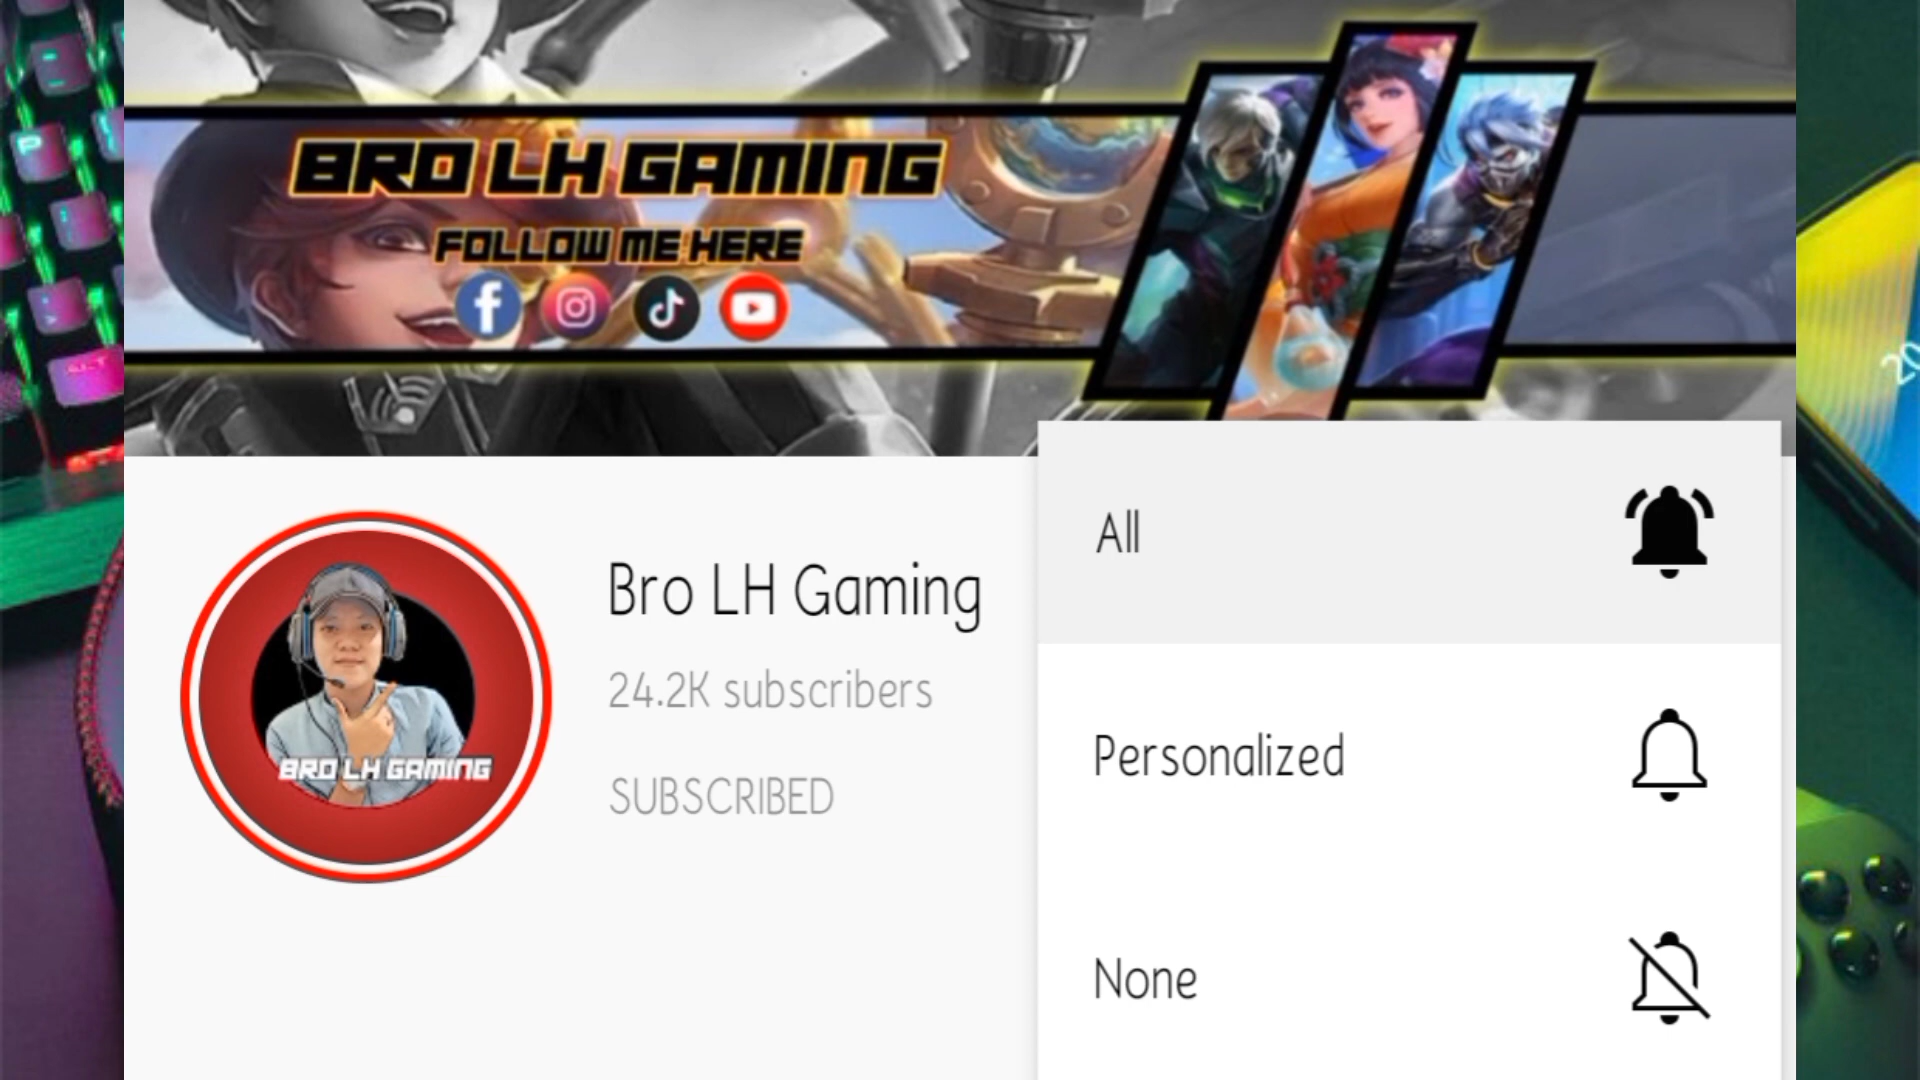 BRO LH GAMING
FOLLOW ME HERE
All
Bro LH Gaming
24.2K subscribers
SUBSCRIBED
BRO LH GAMING
Personalized
None
P
20